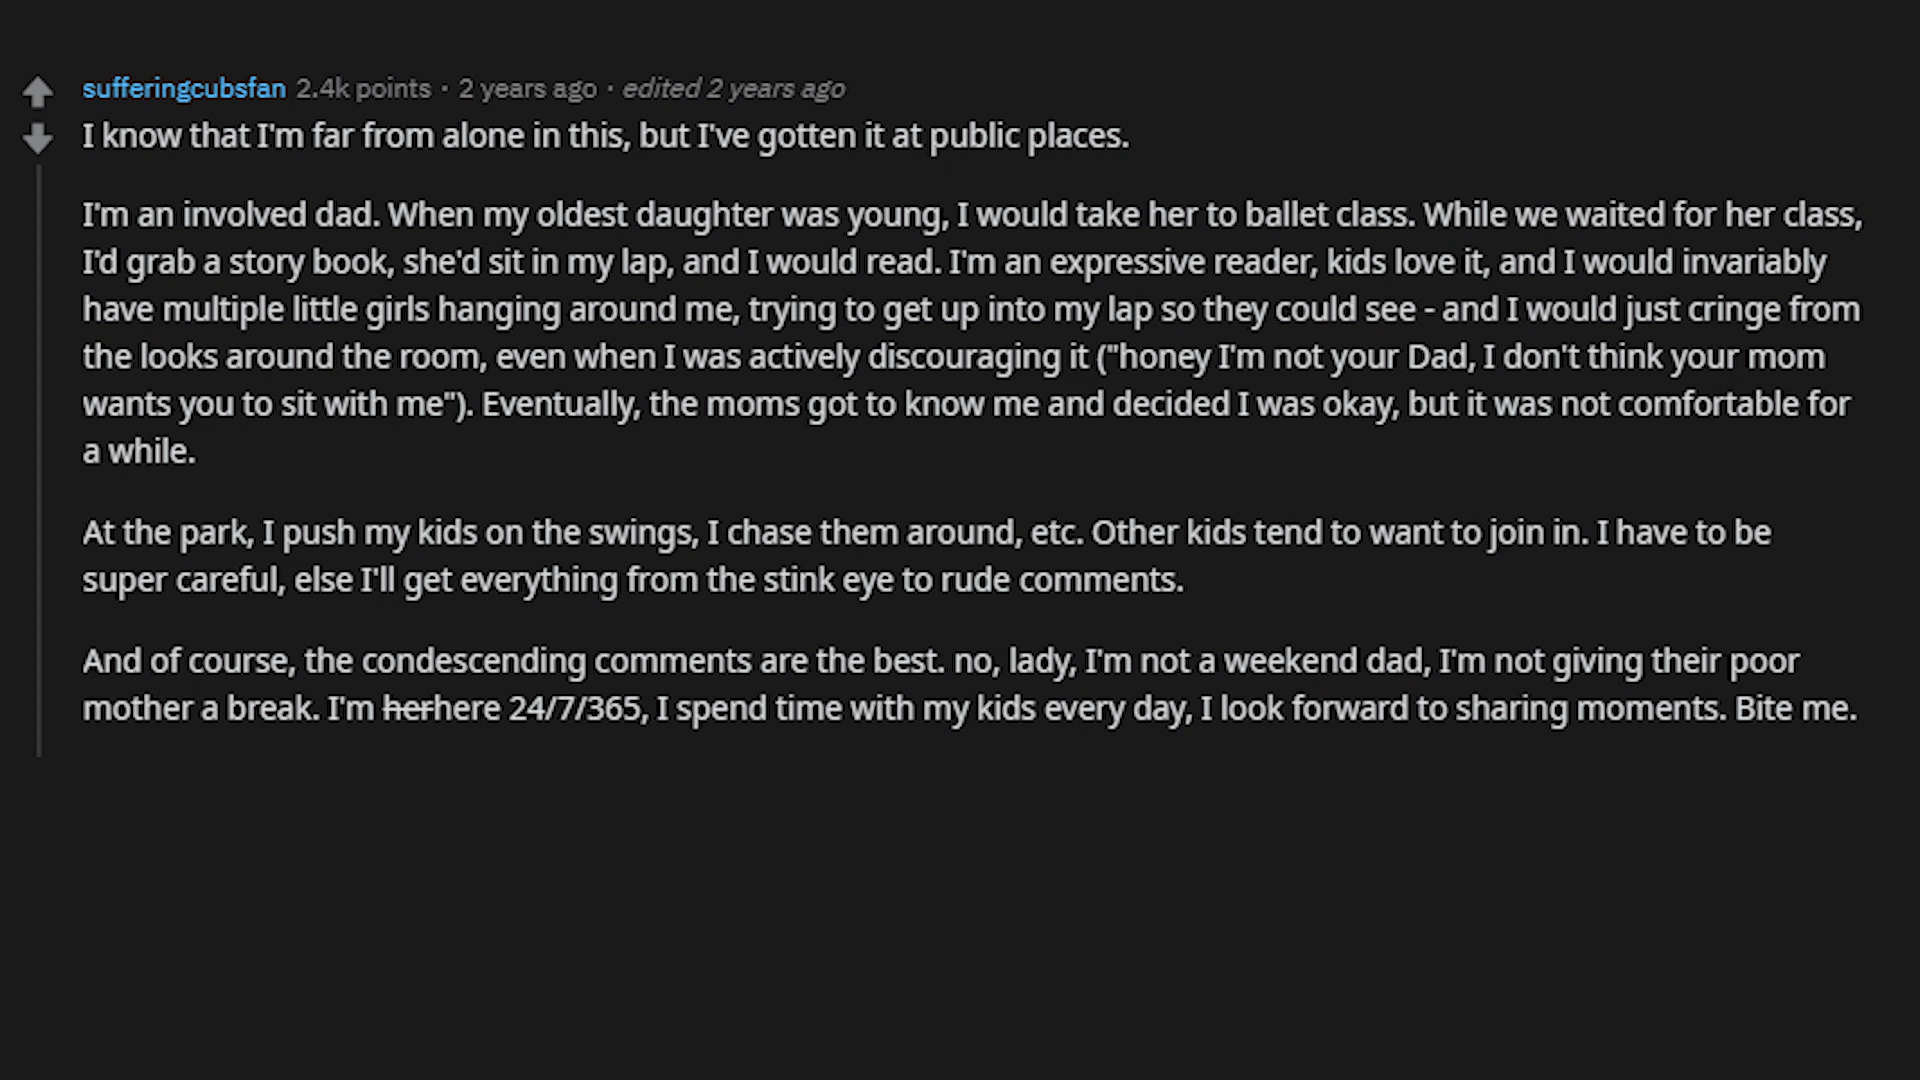 sufferingcubsfan 2.4k points · 2 years ago · edited 2 years ago
I know that I'm far from alone in this, but I've gotten it at public places.
I'm an involved dad. When my oldest daughter was young, I would take her to ballet class. While we waited for her class,
I'd grab a story book, she'd sit in my lap, and I would read. I'm an expressive reader, kids love it, and I would invariably
have multiple little girls hanging around me, trying to get up into my lap so they could see - and I would just cringe from
the looks around the room, even when I was actively discouraging it ("honey I'm not your Dad, I don't think your mom
wants you to sit with me"). Eventually, the moms got to know me and decided I was okay, but it was not comfortable for
a while.
At the park, I push my kids on the swings, I chase them around, etc. Other kids tend to want to join in. I have to be
super careful, else I'll get everything from the stink eye to rude comments.
And of course, the condescending comments are the best. no, lady, I'm not a weekend dad, I'm not giving their poor
mother a break. I'm herhere 24/7/365, I spend time with my kids every day, I look forward to sharing moments. Bite me.